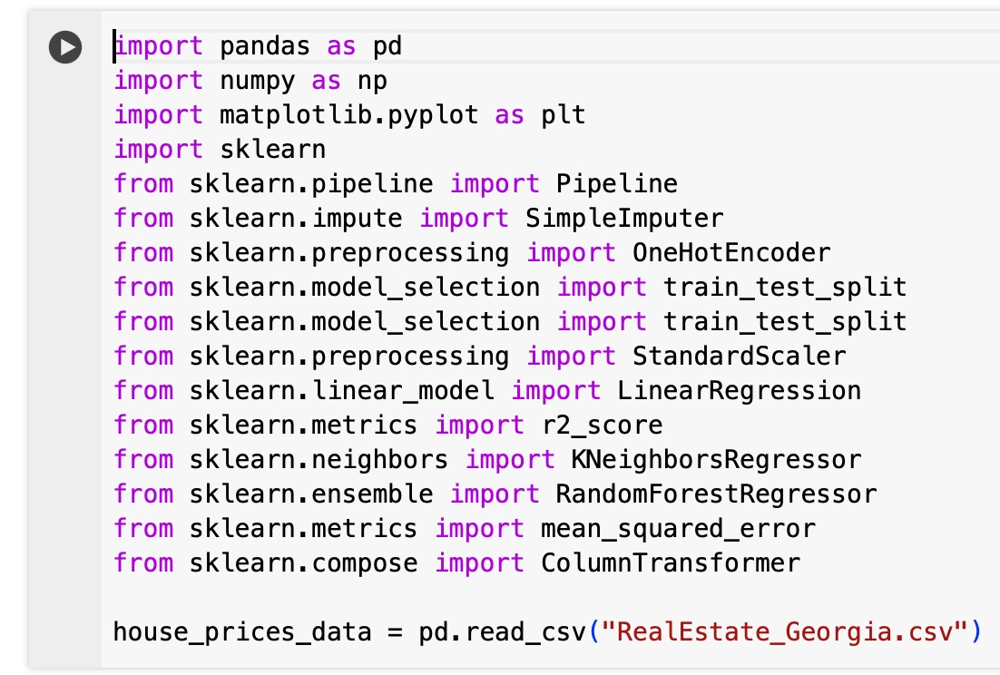 import pandas as pd
import numpy as np
import matplotlib.pyplot as plt
import sklearn
from sklearn.pipeline import Pipeline
from sklearn.impute import SimpleImputer
from sklearn.preprocessing import OneHotEncoder
from sklearn.model_selection import train_test_split
from sklearn.model_selection import train_test_split
from sklearn.preprocessing import StandardScaler
from sklearn.linear_model import LinearRegression
from sklearn.metrics import r2_score
from sklearn.neighbors import KNeighborsRegressor
from sklearn.ensemble import RandomForestRegressor
from sklearn.metrics import mean_squared_error
from sklearn.compose import ColumnTransformer
house_prices_data = pd.read_csv("RealEstate_Georgia.csv")